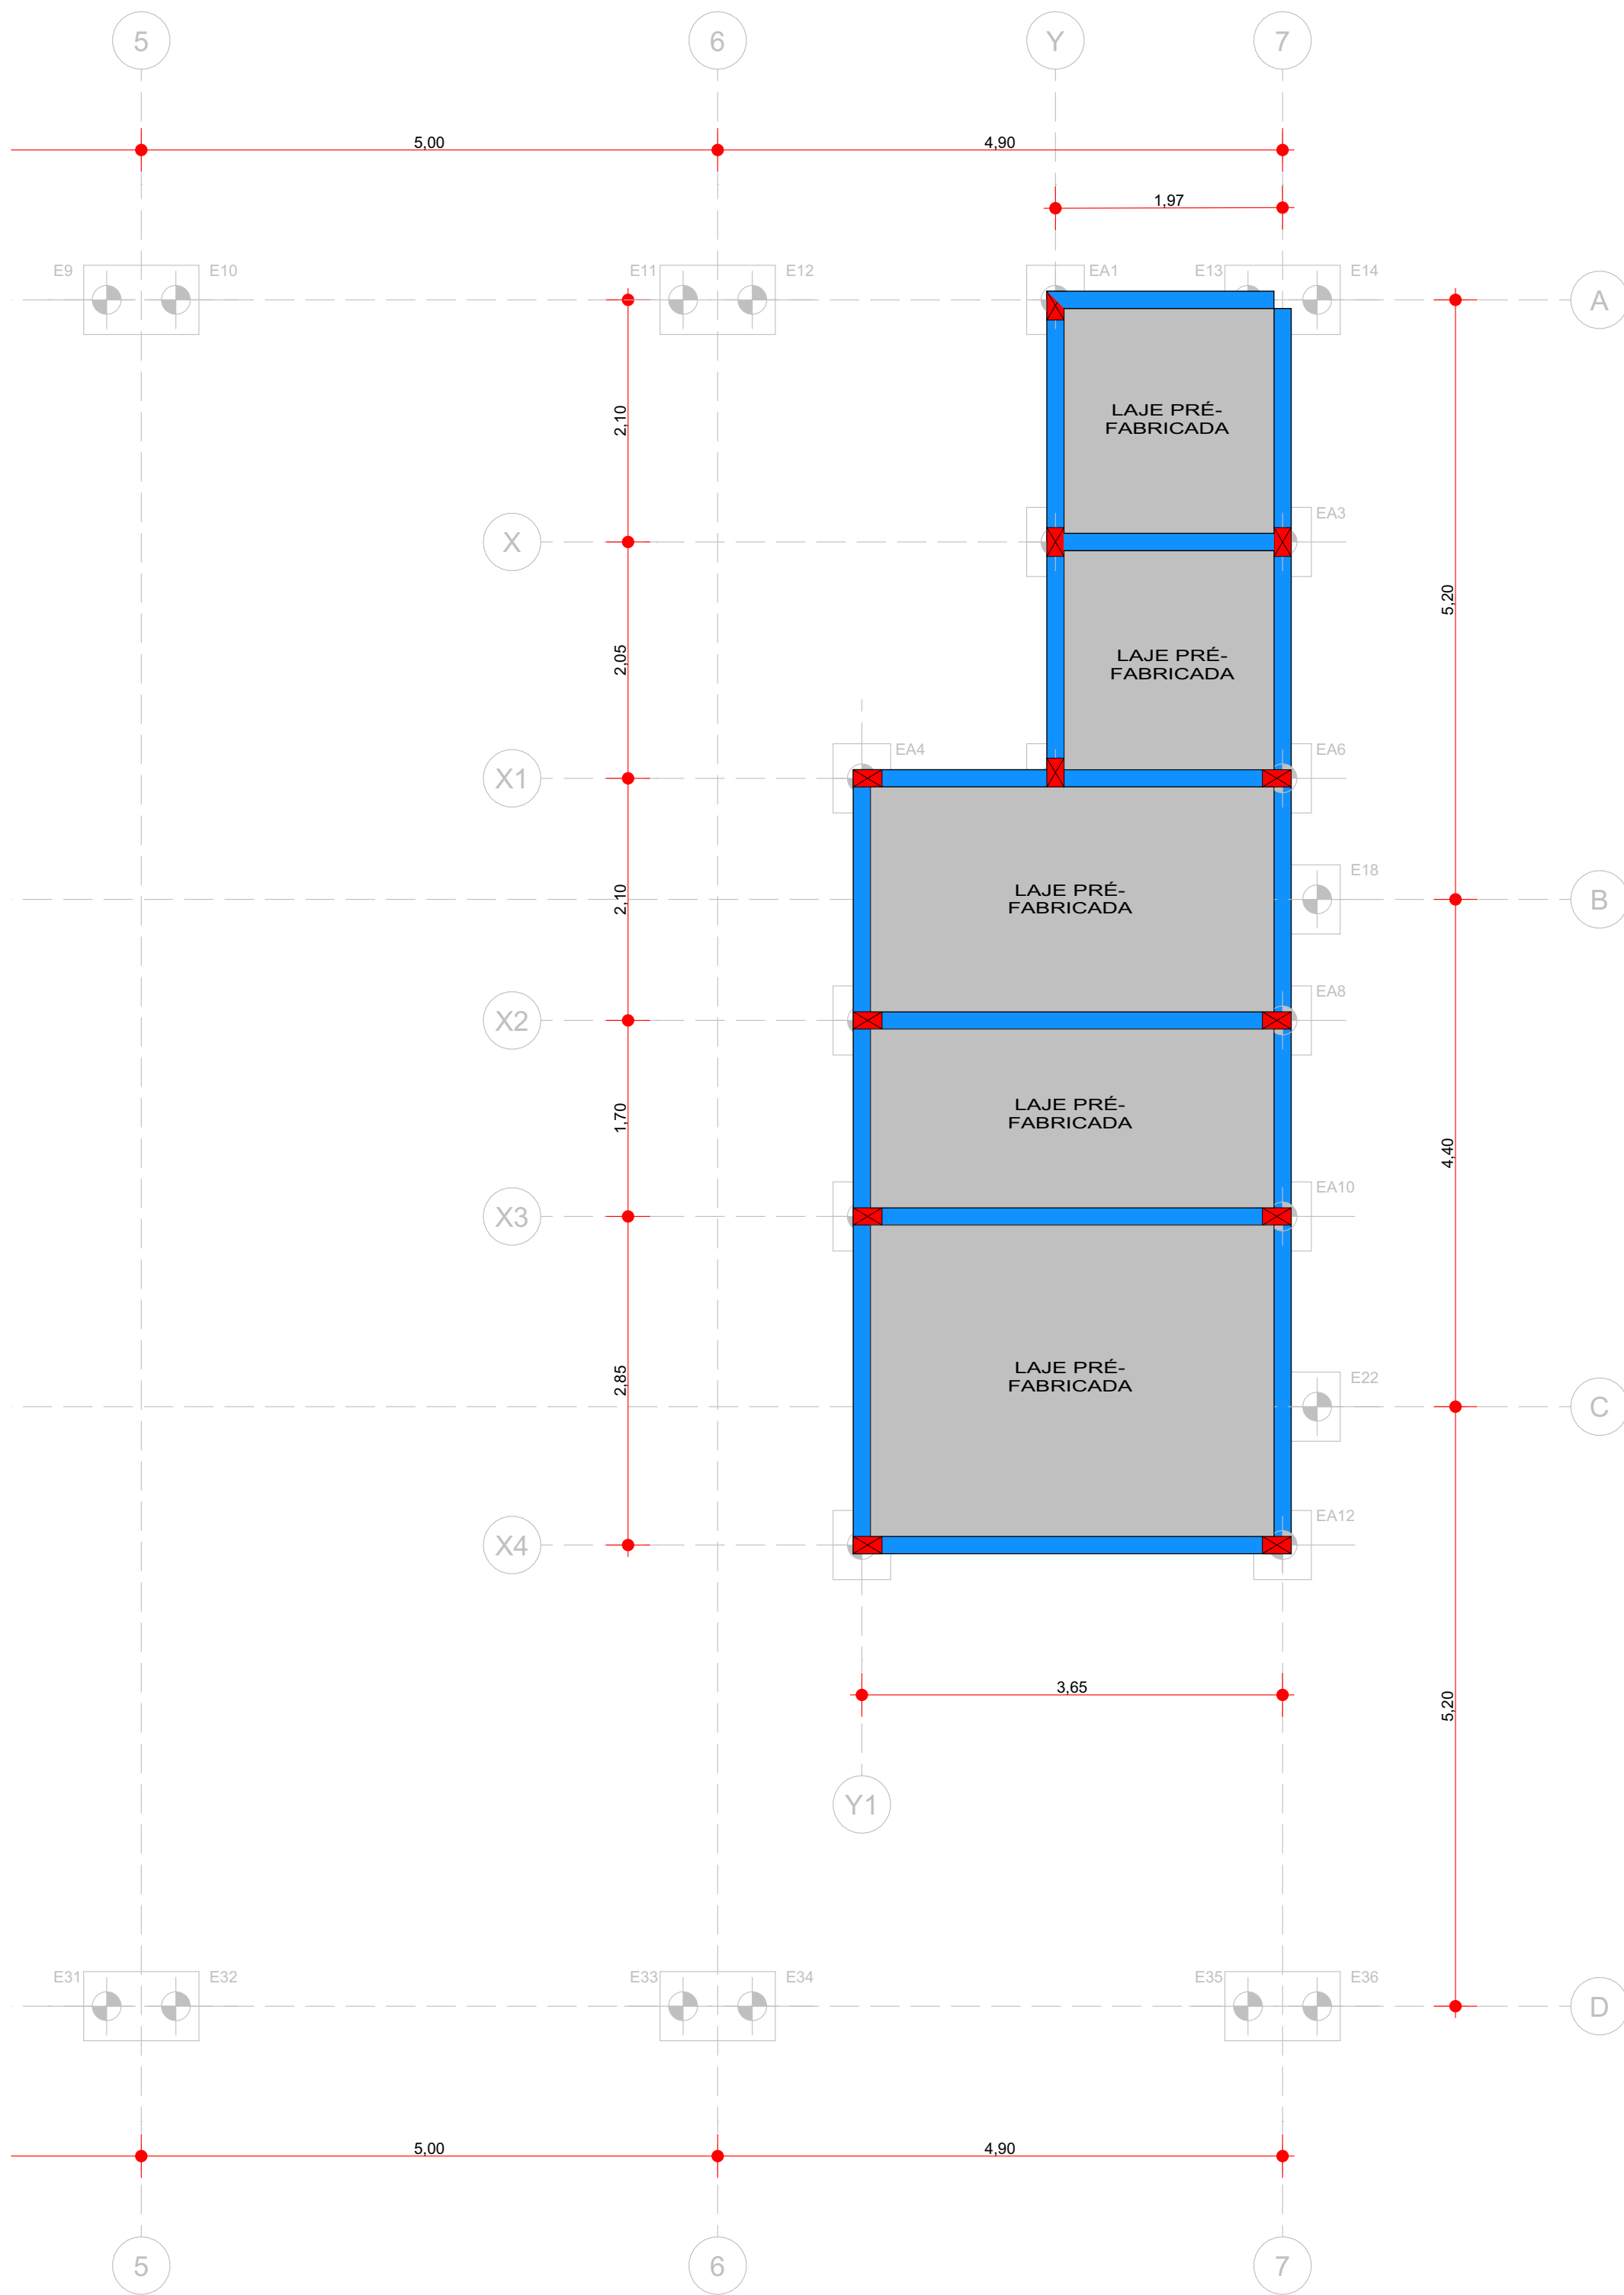 5
6
Y
7
5,00
4,90
1,97
E9
E10
E11
E12
EA1
E13
E14
A
LAJE PRÉ-
FABRICADA
2,10
X
EA3
5,20
2,05
LAJE PRÉ-
FABRICADA
X1
EA4
EA6
E18
2,10
LAJE PRÉ-
FABRICADA
B
X2
EA8
1,70
LAJE PRÉ-
FABRICADA
4,40
X3
EA10
2,85
LAJE PRÉ-
FABRICADA
E22
C
X4
EA12
3,65
5,20
Y1
E31
E32
E33
E34
E35
E36
D
5,00
4,90
5
6
7